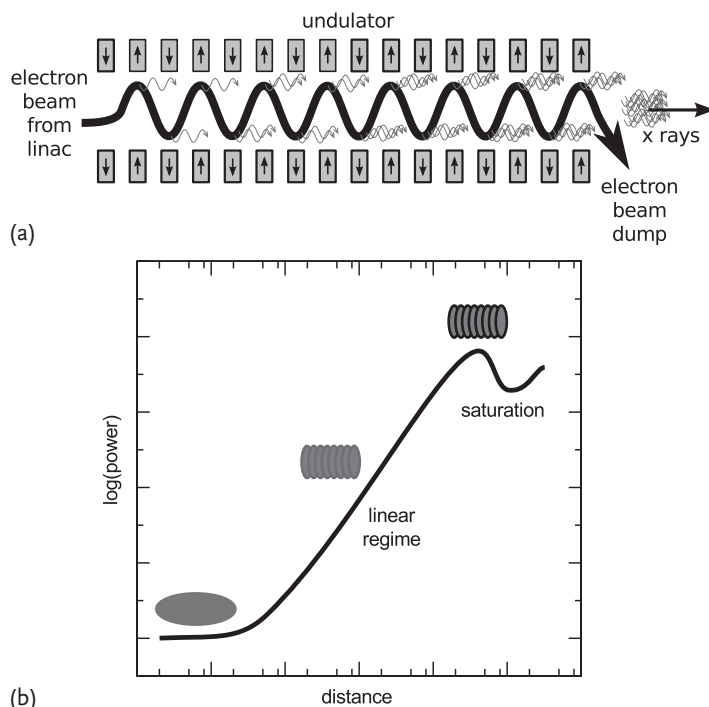 undulator
electron
beam
from
linac
x rays
electron
beam
dump
(a)
log(power)
saturation
linear
regime
distance
(b)